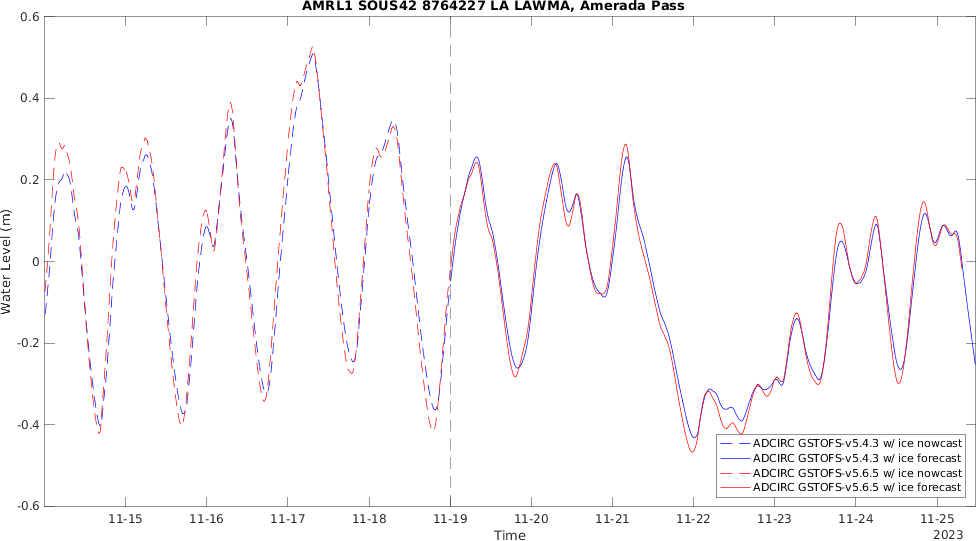 AMRL1 SOUS42 8764227 LA LAWMA, Amerada Pass
0.6
0.4
0.2
0
-0.2
-0.4
-0.6
Water Level (m)
ADCIRC GSTOFS-v5.4.3 w/ ice nowcast
ADCIRC GSTOFS-v5.4.3 w/ ice forecast
ADCIRC GSTOFS-v5.6.5 w/ ice nowcast
ADCIRC GSTOFS-v5.6.5 w/ ice forecast
11-15 11-16 11-17 11-18 11-19 11-20 11-21 11-22 11-23 11-24 11-25
Time
2023